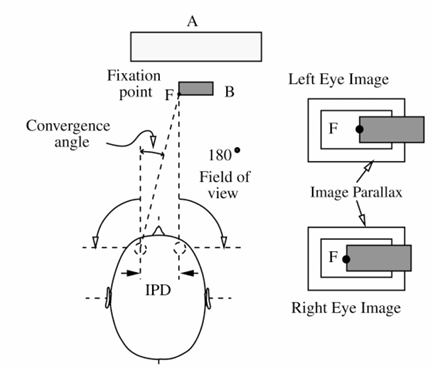 A
Fixation
point
F
B
Convergence
angle
180°
Field of
view
IPD
Left Eye Image
F
Image Parallax
F
Right Eye Image